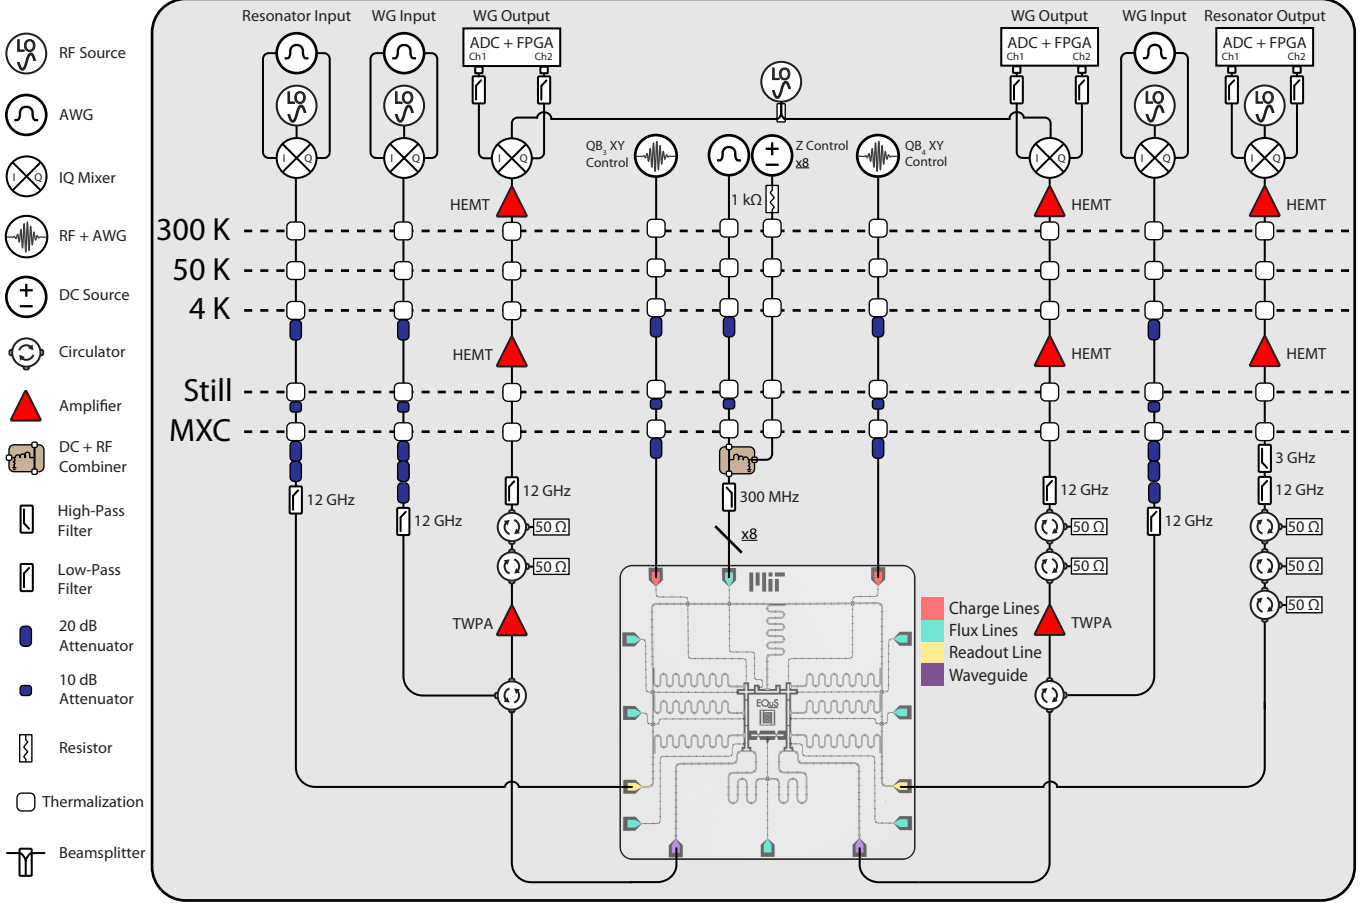 Resonator Input
WG Input
WG Output
WG Output
WG Input
Resonator Output
ADC + FPGA
Ch1
Ch2
ADC + FPGA
Ch1
Ch2
ADC + FPGA
Ch1
Ch2
LO
RF Source
LO
LO
LO
LO
LO
AWG
I
Q
IQ Mixer
I
Q
I
Q
I
Q
I
Q
I
Q
I
Q
QB3 XY
Control
Z Control
x8
QB4 XY
Control
1 kΩ
HEMT
HEMT
HEMT
RF + AWG
300 K
50 K
DC Source
4 K
Circulator
HEMT
HEMT
HEMT
Still
Amplifier
MXC
DC + RF
Combiner
3 GHz
12 GHz
12 GHz
12 GHz
12 GHz
300 MHz
12 GHz
12 GHz
High-Pass
Filter
50 Ω
50 Ω
50 Ω
x8
50 Ω
50 Ω
50 Ω
Low-Pass
Filter
MIT
50 Ω
Charge Lines
Flux Lines
Readout Line
Waveguide
TWPA
TWPA
20 dB
Attenuator
10 dB
Attenuator
EQuS
Resistor
Thermalization
Beamsplitter